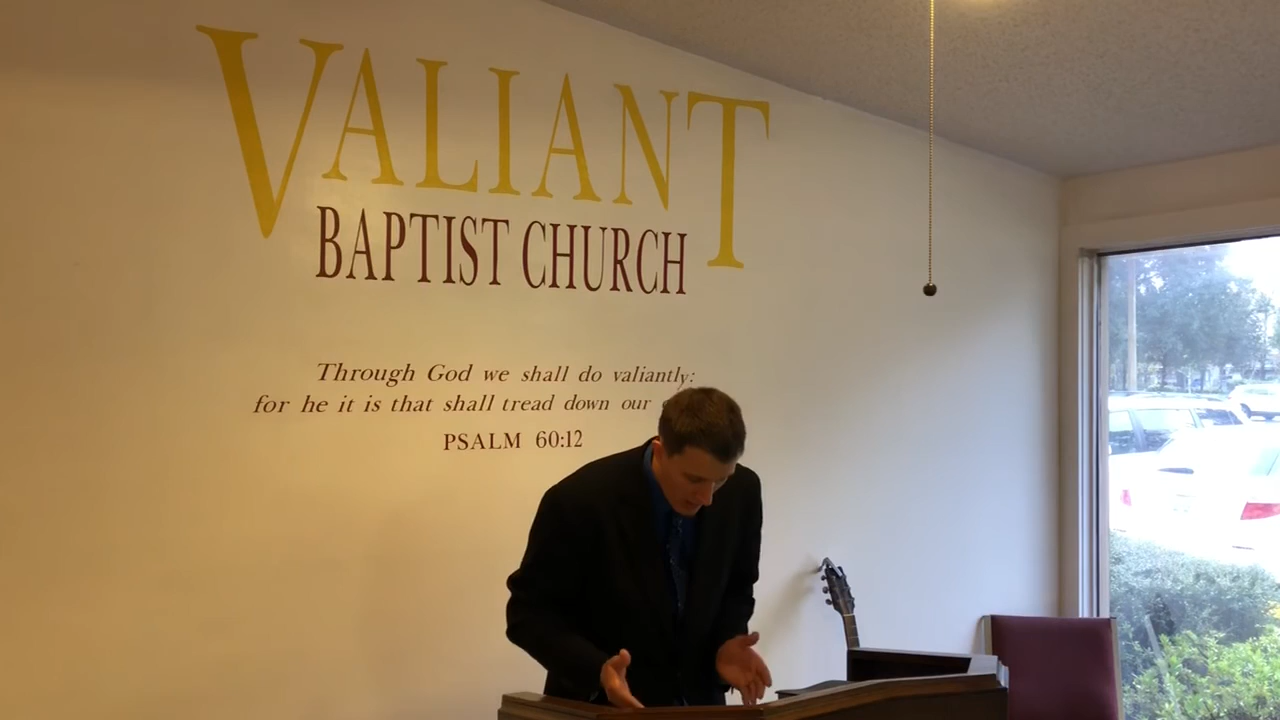 VALIANT
BAPTIST CHURCH
Through God we shall do valiantly:
for he it is that shall tread down our
PSALM 60:12